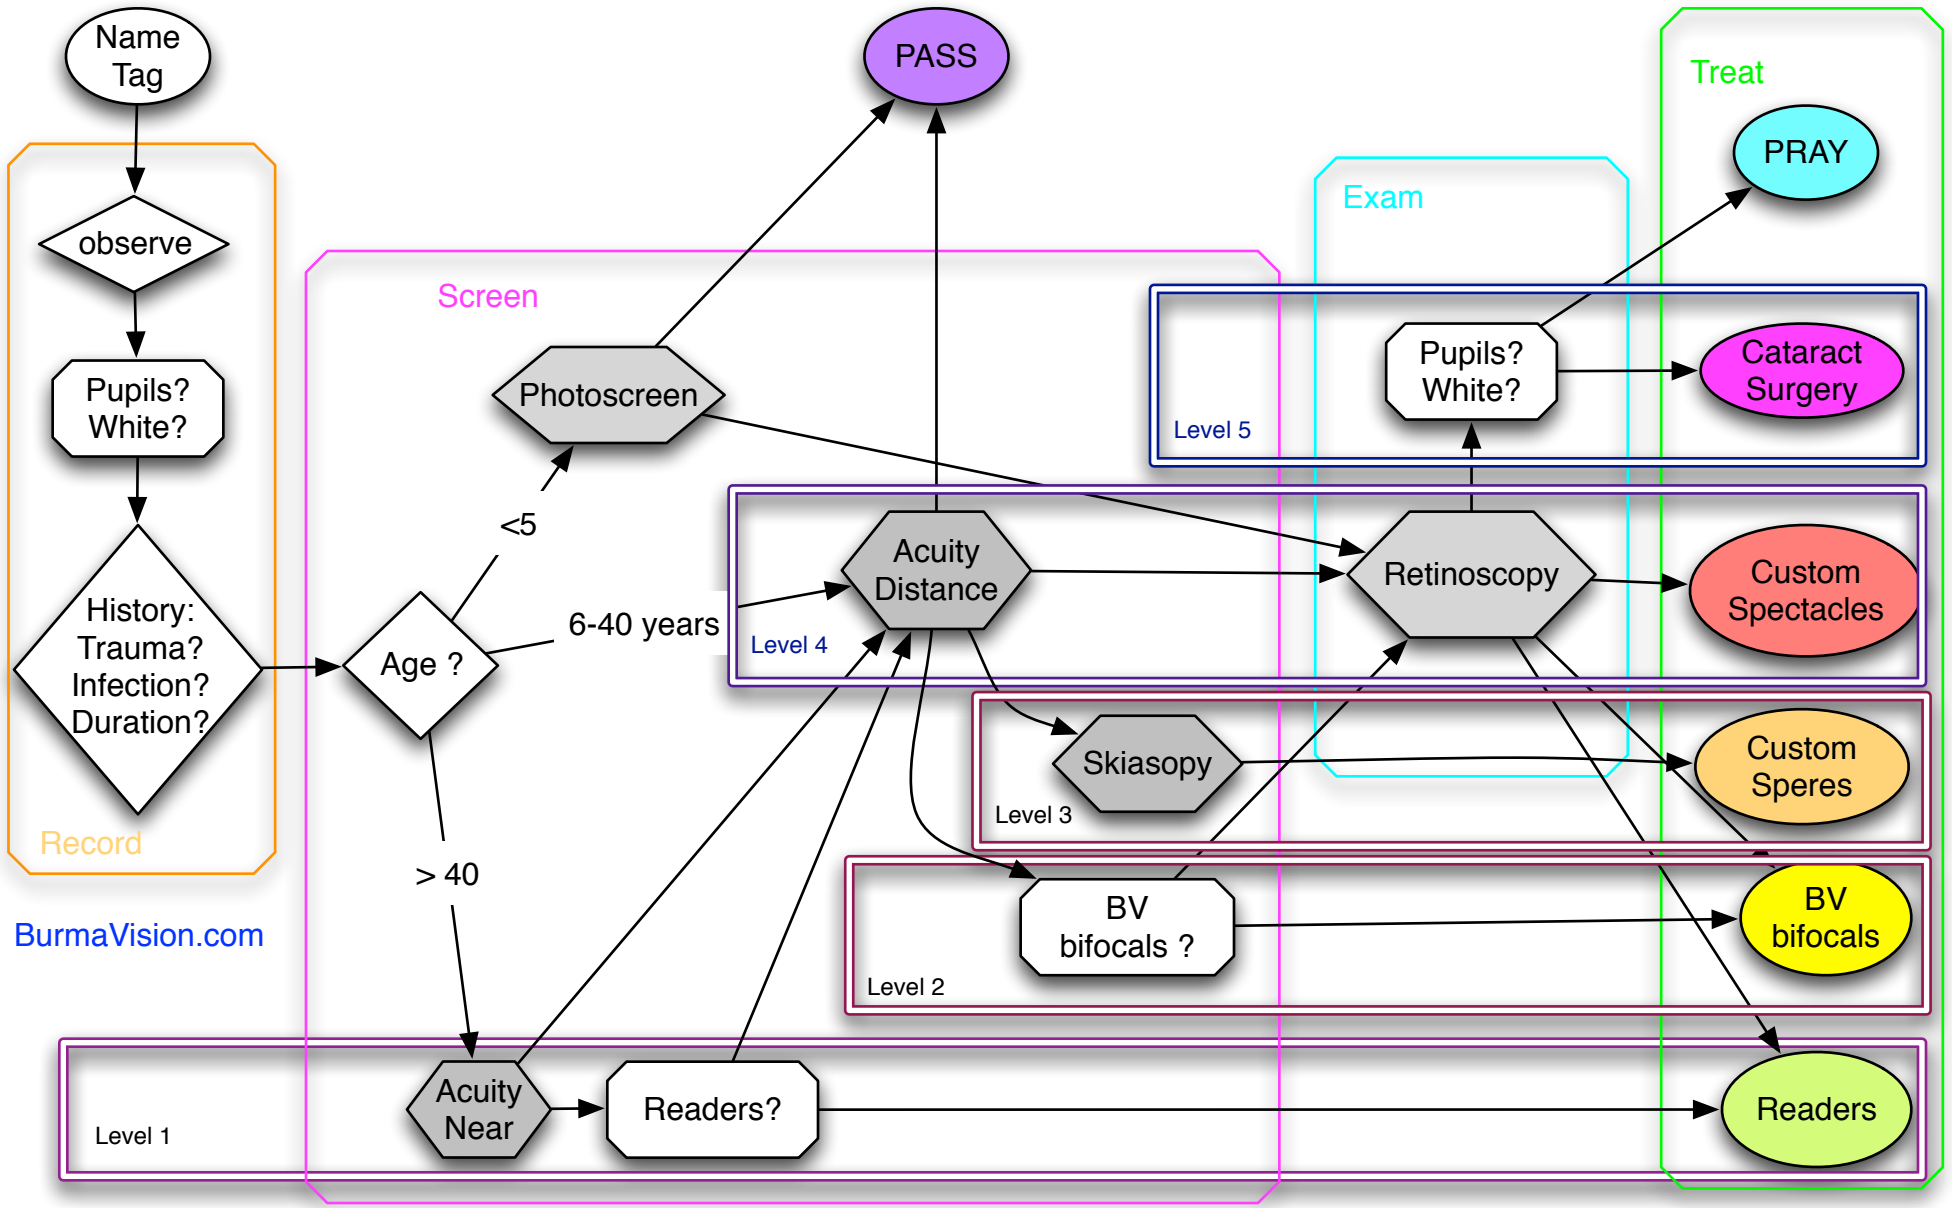 Name
Tag
PASS
Treat
PRAY
Exam
observe
Screen
Pupils?
White?
Photoscreen
Pupils?
White?
Cataract
Surgery
Level 5
<5
Acuity
Distance
Retinoscopy
Custom
Spectacles
History:
Trauma?
Infection?
Duration?
Age ?
6-40 years
Level 4
Skiasopy
Custom
Speres
Level 3
Record
> 40
BurmaVision.com
BV
bifocals ?
BV
bifocals
Level 2
Acuity
Near
Readers?
Readers
Level 1